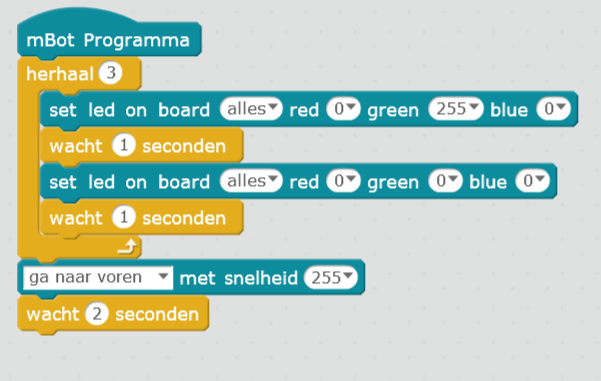 mBot Programma
herhaal 3
set led on board alles red 0 green 255 blue 0
wacht 1 seconden
set led on board alles red 0 green 0 blue 0
wacht 1 seconden
ga naar voren met snelheid 255
wacht 2 seconden